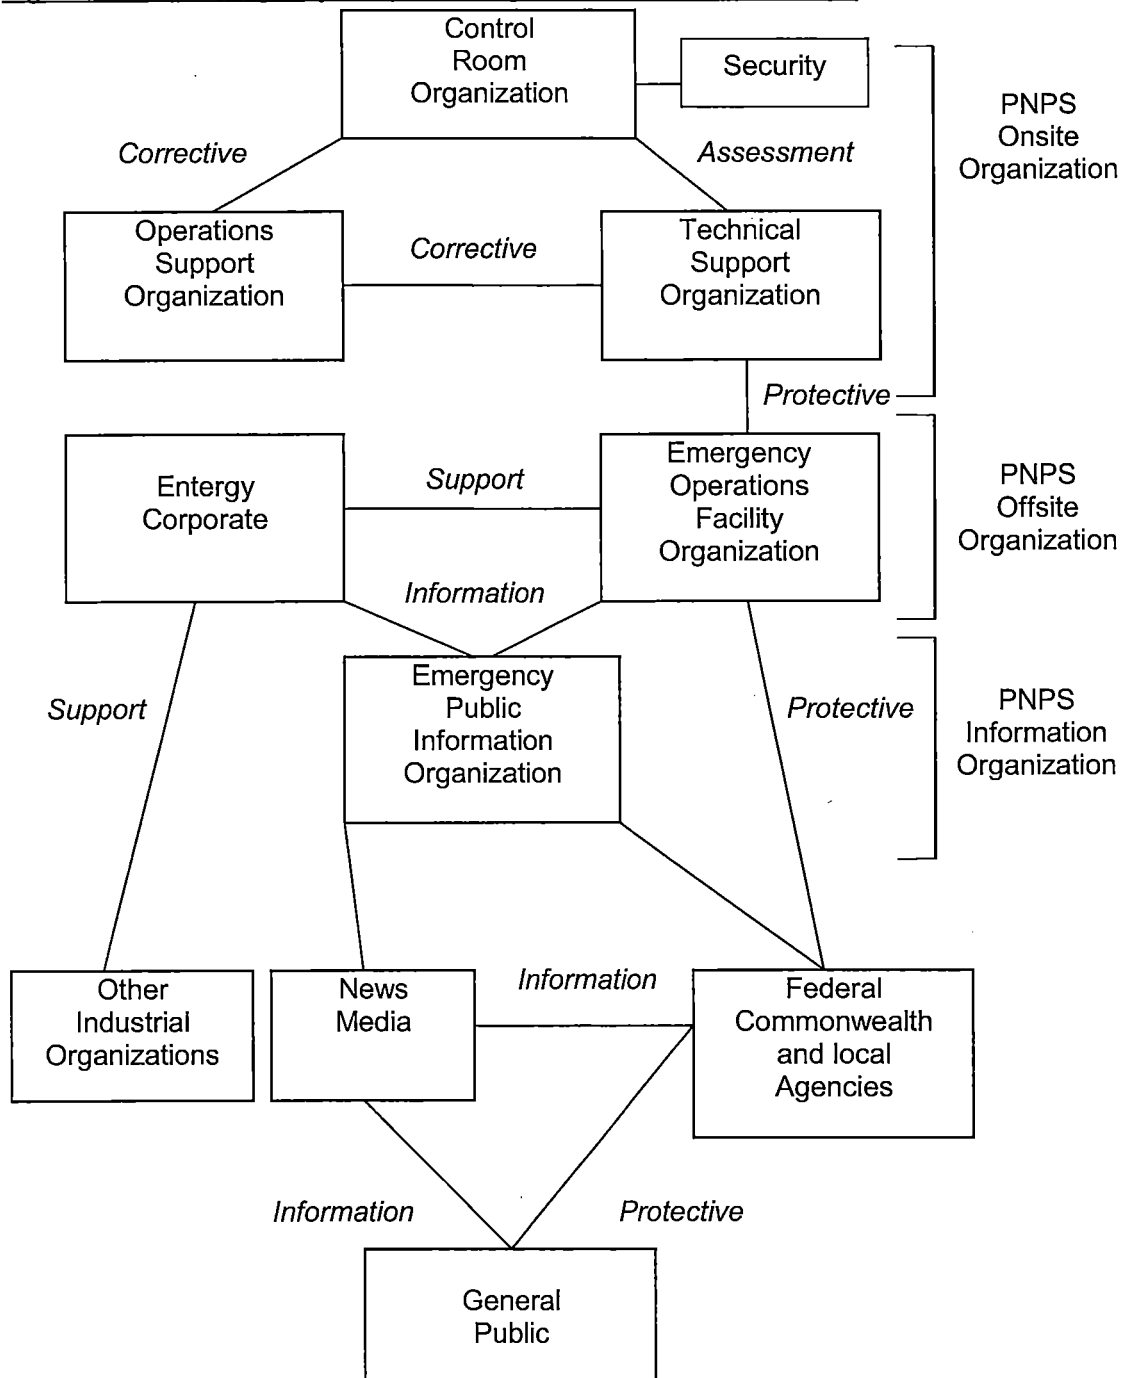 Control
Room
Organization
Security
PNPS
Onsite
Organization
Corrective
Assessment
Operations
Support
Organization
Corrective
Technical
Support
Organization
Protective
Entergy
Corporate
Support
Emergency
Operations
Facility
Organization
PNPS
Offsite
Organization
Information
Emergency
Public
Information
Organization
Support
Protective
PNPS
Information
Organization
Other
Industrial
Organizations
News
Media
Information
Federal
Commonwealth
and local
Agencies
Information
Protective
General
Public